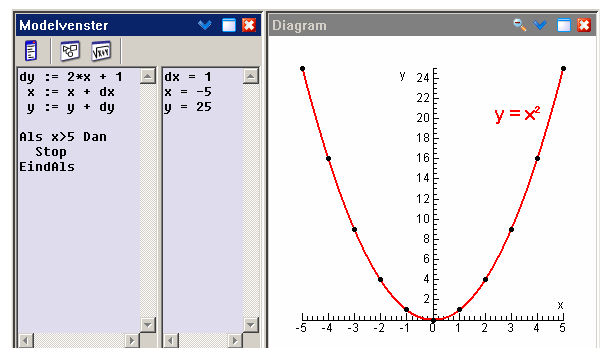 Modelvenster
dy := 2*x + 1
x := x + dx
y := y + dy
Als x>5 Dan
Stop
EindAls
dx = 1
x = -5
y = 25
Diagram
y
24
22
20
18
16
14
12
10
8
6
4
2
y = x²
x
-5 -4 -3 -2 -1 0 1 2 3 4 5